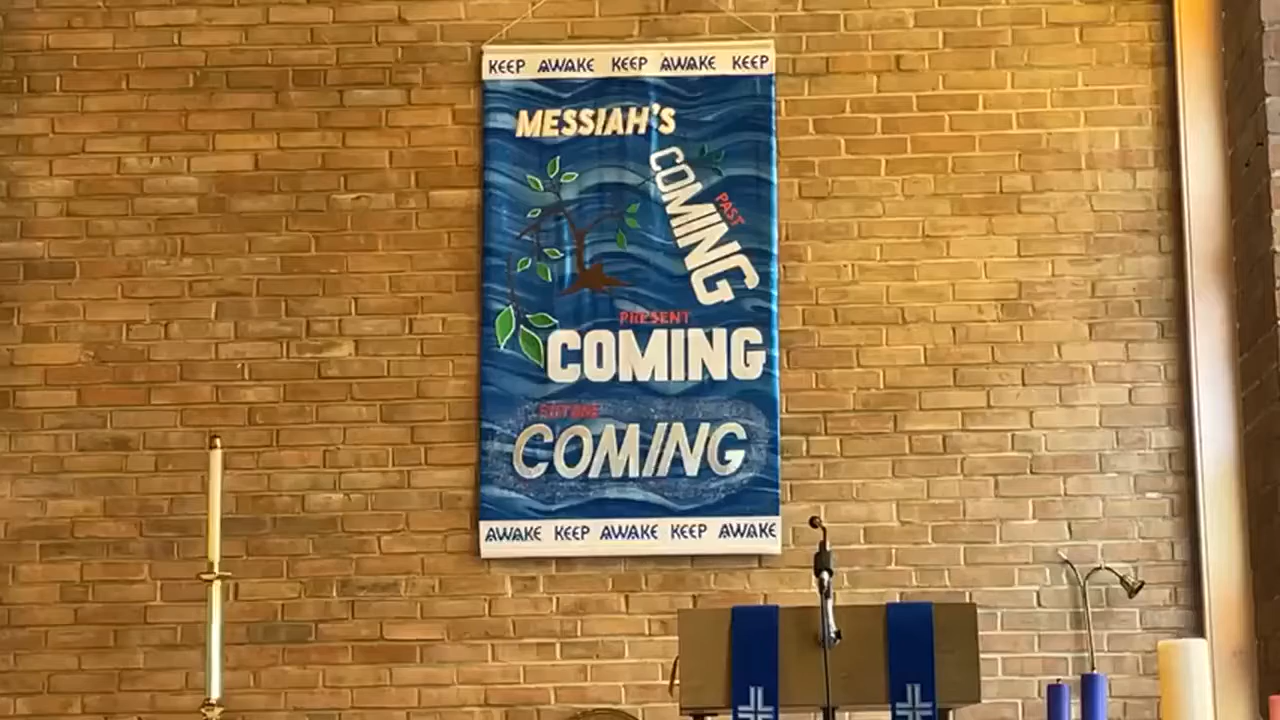 KEEP AWAKE KEEP AWAKE KEEP
MESSIAH'S
COMING
PAST
PRESENT
COMING
FUTURE
COMING
AWAKE KEEP AWAKE KEEP AWAKE